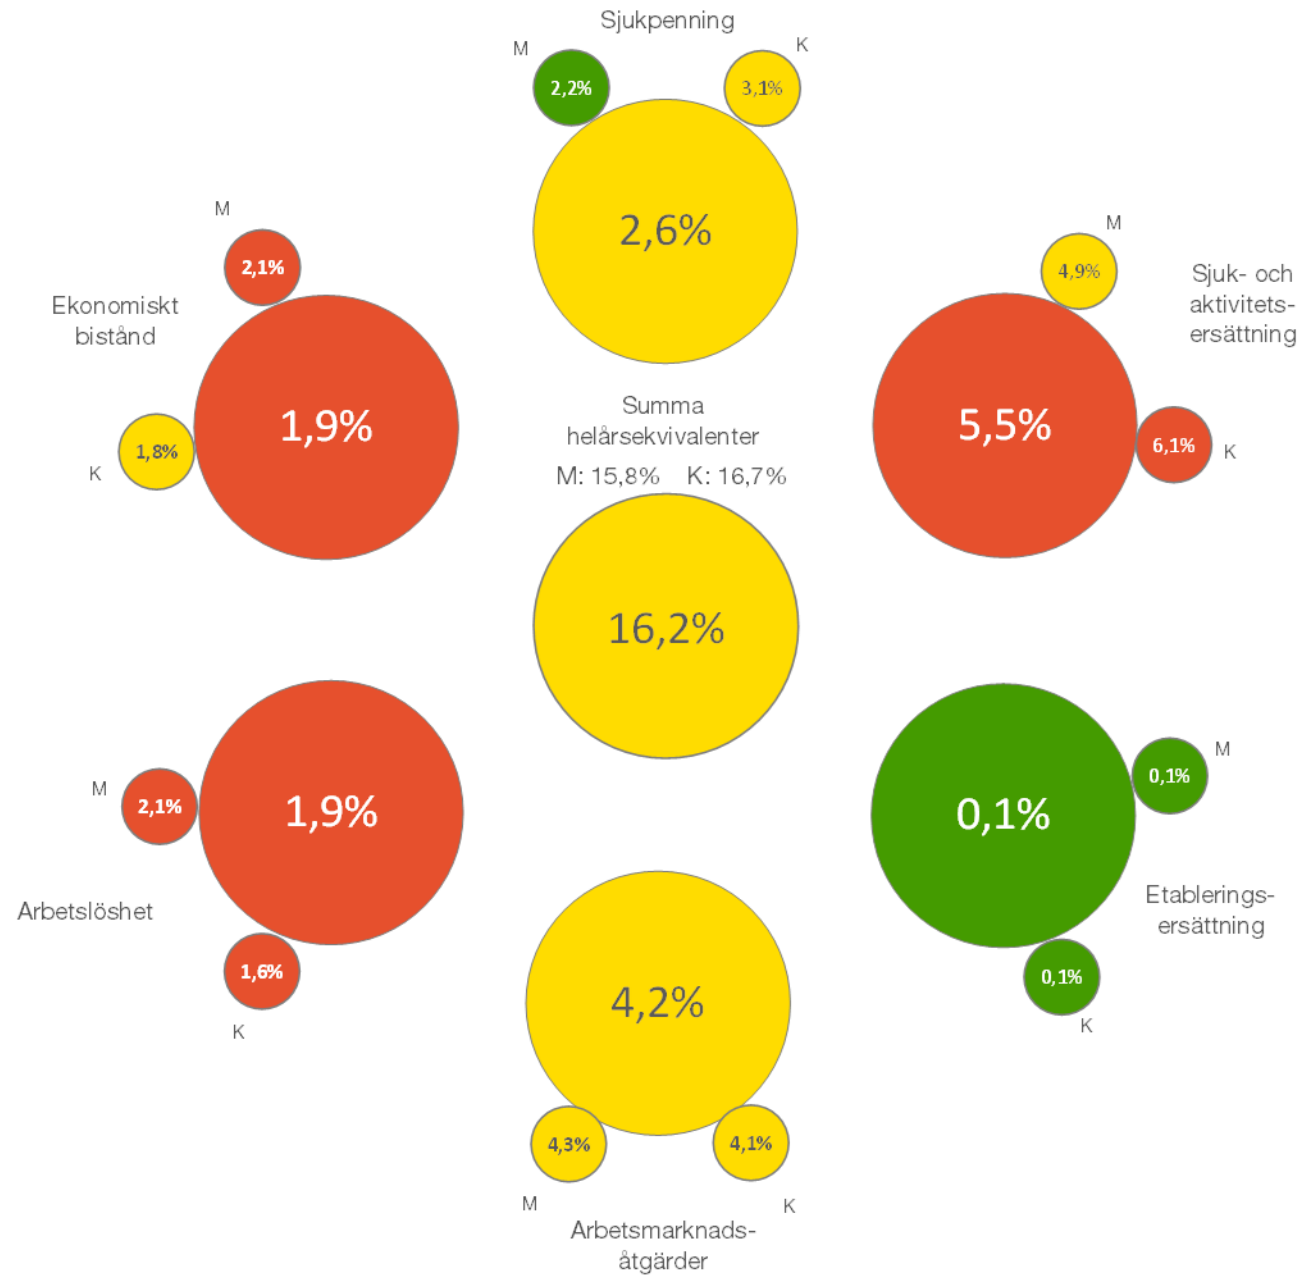 Sjukpenning
M
K
2,2%
3,1%
2,6%
M
2,1%
Ekonomiskt
bistånd
1,9%
1,8%
K
M
4,9%
Sjuk- och
aktivitets-
ersättning
5,5%
6,1%
K
Summa
helårsekvivalenter
M: 15,8% K: 16,7%
16,2%
M
2,1%
1,9%
Arbetslöshet
1,6%
K
M
0,1%
0,1%
Etablerings-
ersättning
0,1%
K
4,2%
4,3%
4,1%
M
K
Arbetsmarknads-
åtgärder